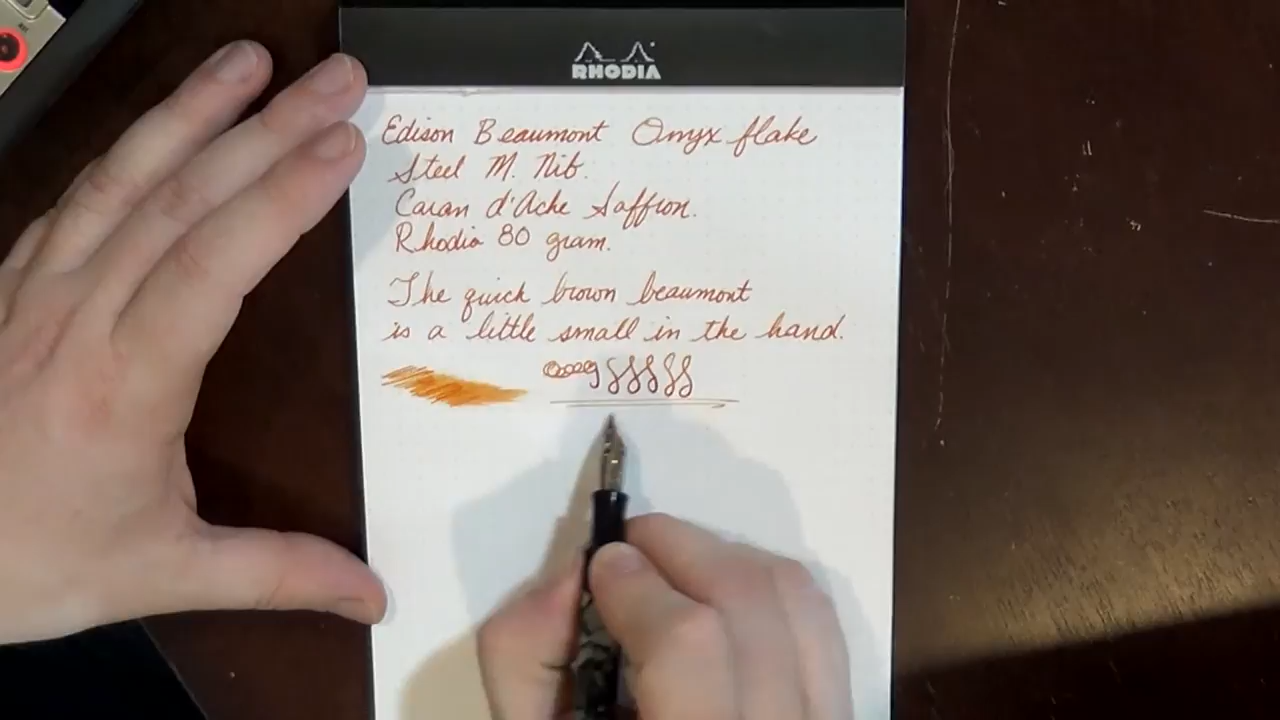 RHODIA
Edison Beaumont Onyx flake
Steel M. Nib.
Caran d'Ache Saffron.
Rhodia 80 gram.
The quick brown beaumont
is a little small in the hand.